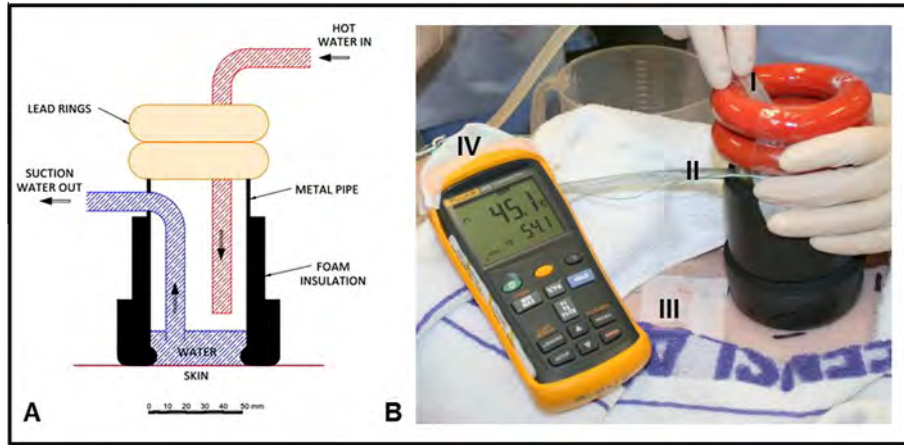 HOT
WATER IN
LEAD RINGS
SUCTION
WATER OUT
METAL PIPE
FOAM
INSULATION
WATER
SKIN
A
0 10 20 30 40 50 mm
B
I
II
III
IV
45.1
54.1
CENSI